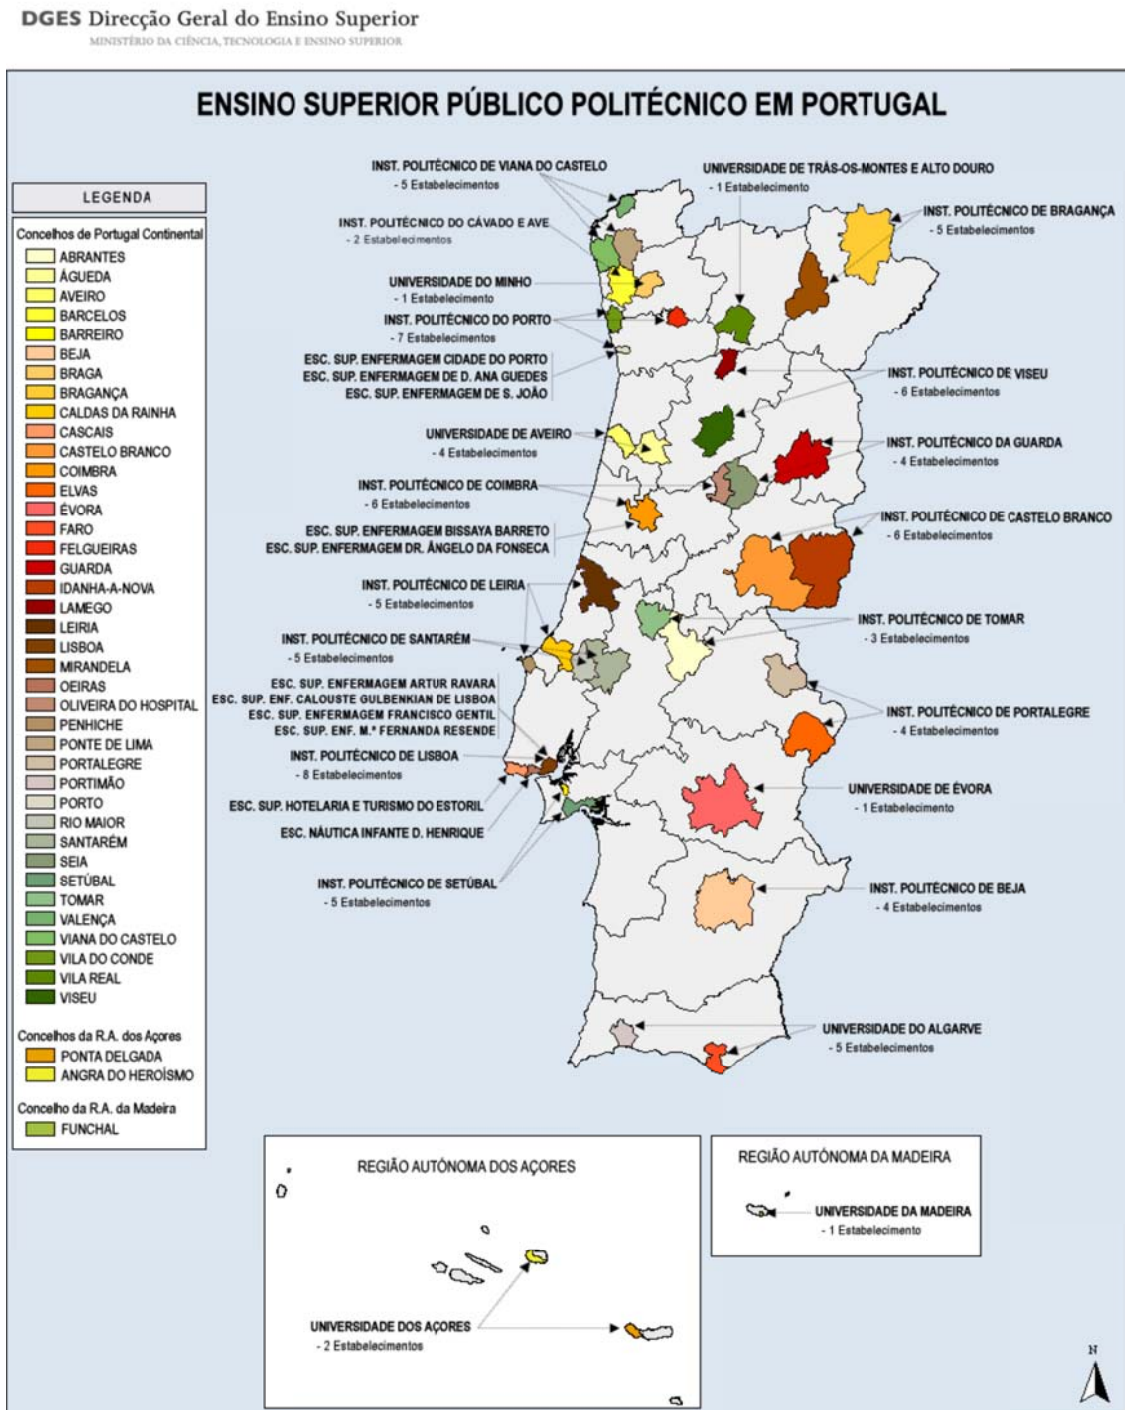 DGES Direcção Geral do Ensino Superior
MINISTÉRIO DA CIÊNCIA, TECNOLOGIA E ENSINO SUPERIOR
ENSINO SUPERIOR PÚBLICO POLITÉCNICO EM PORTUGAL
LEGENDA
Concelhos de Portugal Continental
ABRANTES
ÁGUEDA
AVEIRO
BARCELOS
BARREIRO
BEJA
BRAGA
BRAGANÇA
CALDAS DA RAINHA
CASCAIS
CASTELO BRANCO
COIMBRA
ELVAS
ÉVORA
FARO
FELGUEIRAS
GUARDA
IDANHA-A-NOVA
LAMEGO
LEIRIA
LISBOA
MIRANDELA
OEIRAS
OLIVEIRA DO HOSPITAL
PENHICHE
PONTE DE LIMA
PORTALEGRE
PORTIMÃO
PORTO
RIO MAIOR
SANTARÉM
SEIA
SETÚBAL
TOMAR
VALENÇA
VIANA DO CASTELO
VILA DO CONDE
VILA REAL
VISEU
Concelhos da R.A. dos Açores
PONTA DELGADA
ANGRA DO HEROÍSMO
Concelho da R.A. da Madeira
FUNCHAL
INST. POLITÉCNICO DE VIANA DO CASTELO
- 5 Estabelecimentos
INST. POLITÉCNICO DO CÁVADO E AVE
- 2 Estabelecimentos
UNIVERSIDADE DO MINHO
- 1 Estabelecimento
INST. POLITÉCNICO DO PORTO
- 7 Estabelecimentos
ESC. SUP. ENFERMAGEM CIDADE DO PORTO
ESC. SUP. ENFERMAGEM DE D. ANA GUEDES
ESC. SUP. ENFERMAGEM DE S. JOÃO
UNIVERSIDADE DE AVEIRO
- 4 Estabelecimentos
INST. POLITÉCNICO DE COIMBRA
- 6 Estabelecimentos
ESC. SUP. ENFERMAGEM BISSAYA BARRETO
ESC. SUP. ENFERMAGEM DR. ÂNGELO DA FONSECA
INST. POLITÉCNICO DE LEIRIA
- 5 Estabelecimentos
INST. POLITÉCNICO DE SANTARÉM
- 5 Estabelecimentos
ESC. SUP. ENFERMAGEM ARTUR RAVARA
ESC. SUP. ENF. CALOUSTE GULBENKIAN DE LISBOA
ESC. SUP. ENFERMAGEM FRANCISCO GENTIL
ESC. SUP. ENF. M.ª FERNANDA RESENDE
INST. POLITÉCNICO DE LISBOA
- 8 Estabelecimentos
ESC. SUP. HOTELARIA E TURISMO DO ESTORIL
ESC. NÁUTICA INFANTE D. HENRIQUE
INST. POLITÉCNICO DE SETÚBAL
- 5 Estabelecimentos
UNIVERSIDADE DE TRÁS-OS-MONTES E ALTO DOURO
- 1 Estabelecimento
INST. POLITÉCNICO DE BRAGANÇA
- 5 Estabelecimentos
INST. POLITÉCNICO DE VISEU
- 6 Estabelecimentos
INST. POLITÉCNICO DA GUARDA
- 4 Estabelecimentos
INST. POLITÉCNICO DE CASTELO BRANCO
- 6 Estabelecimentos
INST. POLITÉCNICO DE TOMAR
- 3 Estabelecimentos
INST. POLITÉCNICO DE PORTALEGRE
- 4 Estabelecimentos
UNIVERSIDADE DE ÉVORA
- 1 Estabelecimento
INST. POLITÉCNICO DE BEJA
- 4 Estabelecimentos
UNIVERSIDADE DO ALGARVE
- 5 Estabelecimentos
REGIÃO AUTÓNOMA DOS AÇORES
UNIVERSIDADE DOS AÇORES
- 2 Estabelecimentos
REGIÃO AUTÓNOMA DA MADEIRA
UNIVERSIDADE DA MADEIRA
- 1 Estabelecimento
N